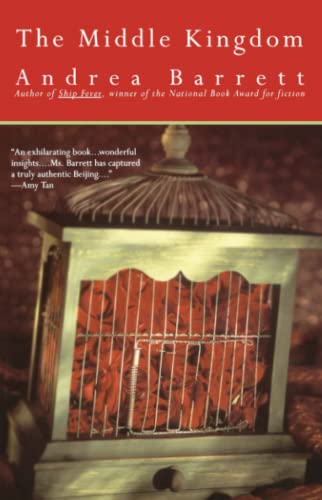 The Middle Kingdom
Andrea Barrett
Author of Ship Fever, winner of the National Book Award for fiction
"An exhilarating book...wonderful
insights....Ms. Barrett has captured
a truly authentic Beijing...."
—Amy Tan